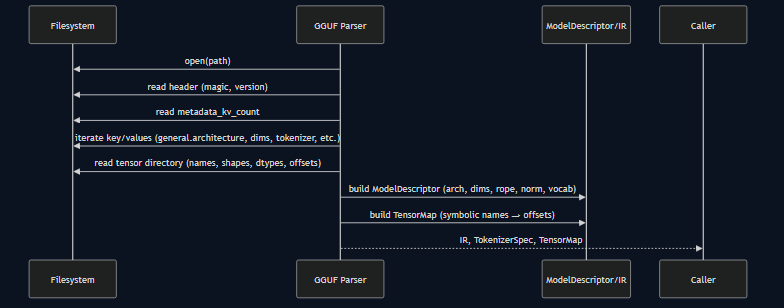 Filesystem
GGUF Parser
ModelDescriptor/IR
Caller
open(path)
read header (magic, version)
read metadata_kv_count
iterate key/values (general.architecture, dims, tokenizer, etc.)
read tensor directory (names, shapes, dtypes, offsets)
build ModelDescriptor (arch, dims, rope, norm, vocab)
build TensorMap (symbolic names —> offsets)
IR, TokenizerSpec, TensorMap
Filesystem
GGUF Parser
ModelDescriptor/IR
Caller